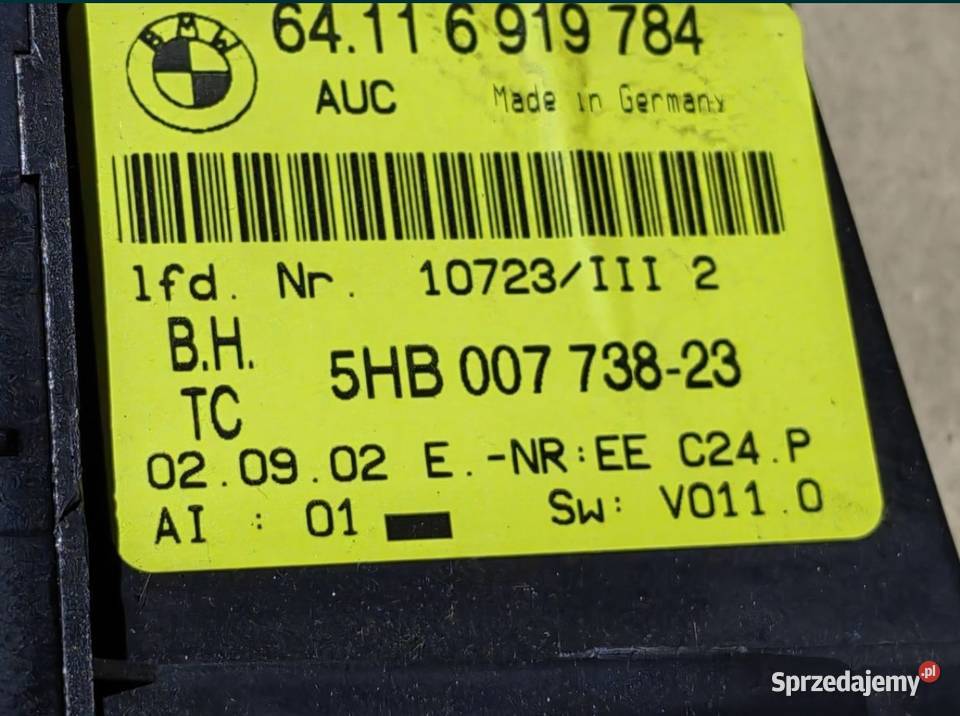 BMW
64.11 6 919 784
AUC Made in Germany
lfd. Nr. 10723/III 2
B.H.
TC
5HB 007 738-23
02.09.02 E.-NR:EE C24.P
AI : 01 Sw: V011.0
Sprzedajemy.pl